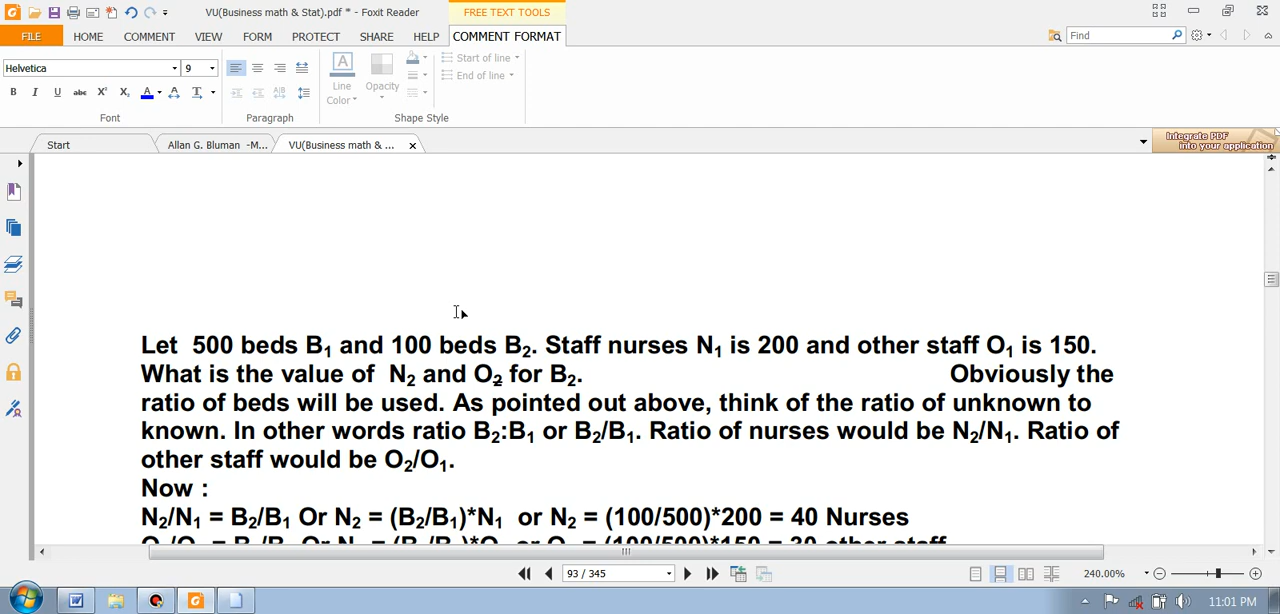 VU(Business math & Stat).pdf * - Foxit Reader
FREE TEXT TOOLS
FILE HOME COMMENT VIEW FORM PROTECT SHARE HELP COMMENT FORMAT
Find
Helvetica 9
Start of line
End of line
B I U abc X² X₂ A A T
Line Color
Opacity
Font Paragraph Shape Style
Start
Allan G. Bluman -M...
VU(Business math & ...
Integrate PDF
into your application
Let 500 beds B₁ and 100 beds B₂. Staff nurses N₁ is 200 and other staff O₁ is 150.
What is the value of N₂ and O₂ for B₂. Obviously the
ratio of beds will be used. As pointed out above, think of the ratio of unknown to
known. In other words ratio B₂:B₁ or B₂/B₁. Ratio of nurses would be N₂/N₁. Ratio of
other staff would be O₂/O₁.
Now :
N₂/N₁ = B₂/B₁ Or N₂ = (B₂/B₁)*N₁ or N₂ = (100/500)*200 = 40 Nurses
93 / 345
240.00%
11:01 PM